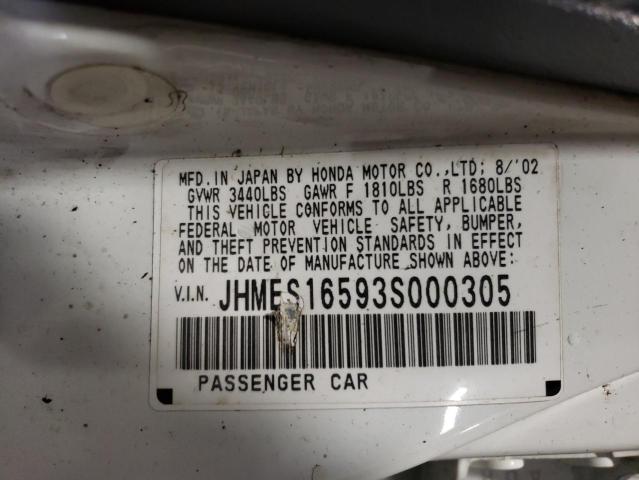 MFD. IN JAPAN BY HONDA MOTOR CO.,LTD; 8/'02
GVWR 3440LBS GAWR F 1810LBS R 1680LBS
THIS VEHICLE CONFORMS TO ALL APPLICABLE
FEDERAL MOTOR VEHICLE SAFETY, BUMPER,
AND THEFT PREVENTION STANDARDS IN EFFECT
ON THE DATE OF MANUFACTURE SHOWN ABOVE:
V.I.N. JHMES16593S000305
PASSENGER CAR